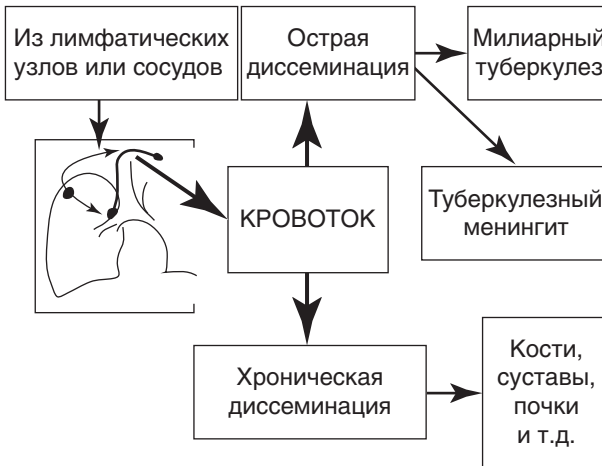 Из лимфатических
узлов или сосудов
Острая
диссеминация
Милиарный
туберкулез
КРОВОТОК
Туберкулезный
менингит
Хроническая
диссеминация
Кости,
суставы,
почки
и т.д.